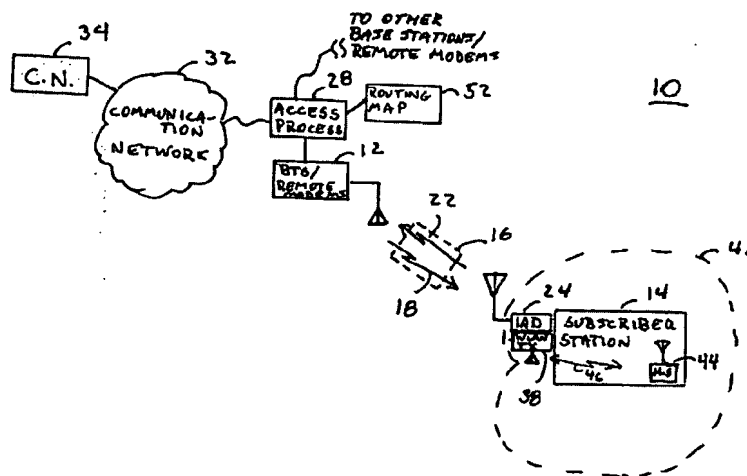 TO OTHER
BASE STATIONS/
REMOTE MODEMS
34
32
28
C.N.
COMMUNICA-
TION
NETWORK
ACCESS
PROCESS
ROUTING
MAP
52
10
12
BTS/
REMOTE
MODEMS
22
16
18
24
14
IAD
SUBSCRIBER
STATION
44
46
38